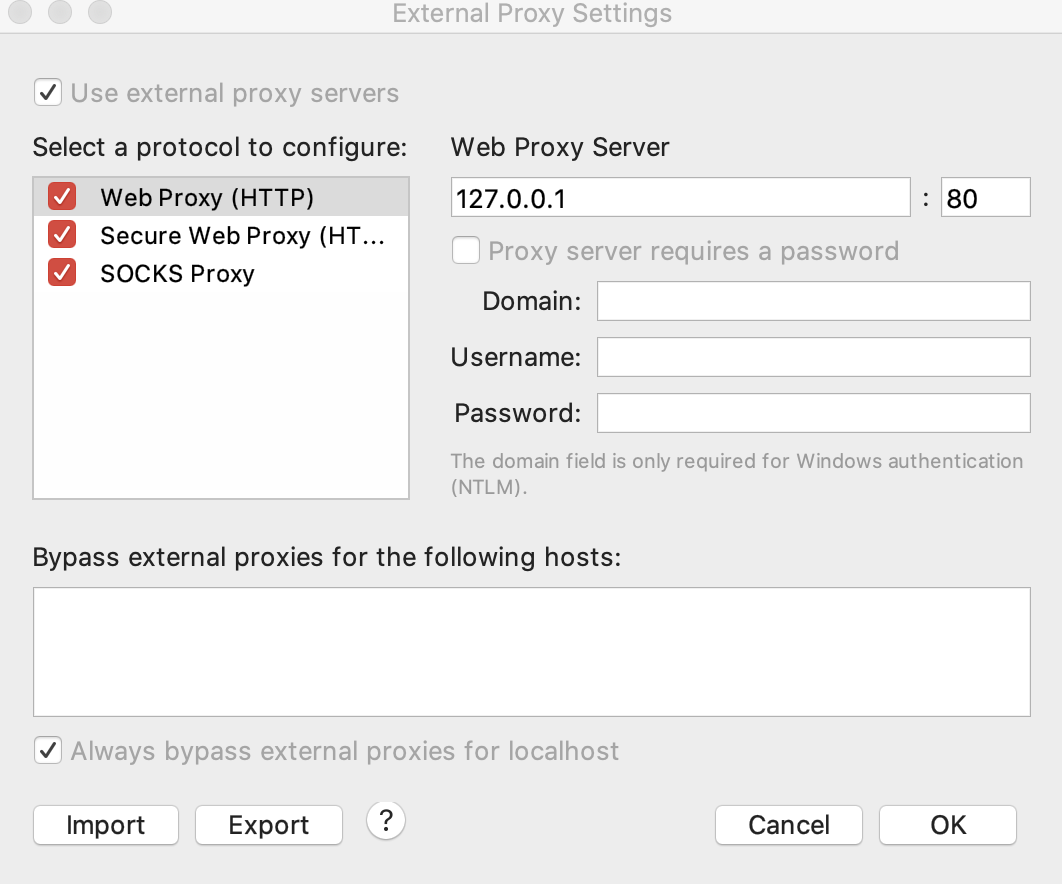 External Proxy Settings
Use external proxy servers
Select a protocol to configure:
Web Proxy (HTTP)
Secure Web Proxy (HT...
SOCKS Proxy
Web Proxy Server
127.0.0.1 : 80
Proxy server requires a password
Domain:
Username:
Password:
The domain field is only required for Windows authentication
(NTLM).
Bypass external proxies for the following hosts:
Always bypass external proxies for localhost
Import Export ? Cancel OK